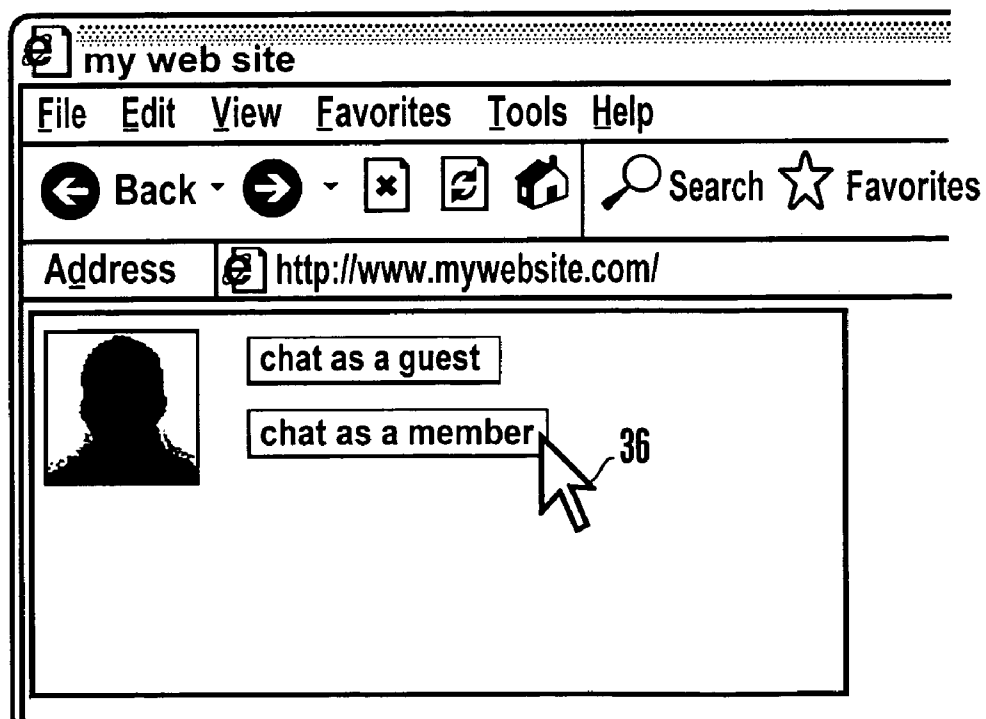 my web site
File Edit View Favorites Tools Help
Back Search Favorites
Address http://www.mywebsite.com/
chat as a guest
chat as a member
36